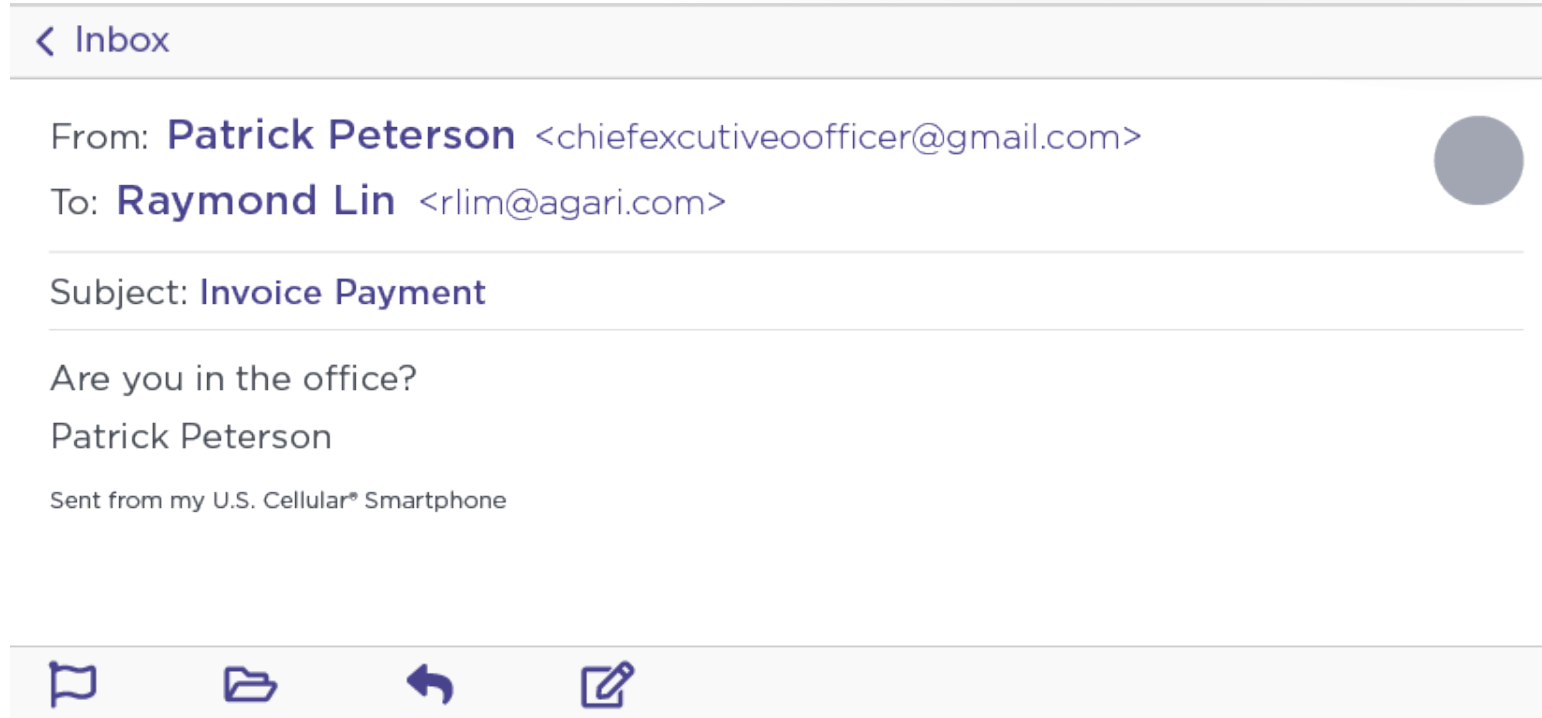 Inbox
From: Patrick Peterson <chiefexcutiveoofficer@gmail.com>
To: Raymond Lin <rlim@agari.com>
Subject: Invoice Payment
Are you in the office?
Patrick Peterson
Sent from my U.S. Cellular® Smartphone